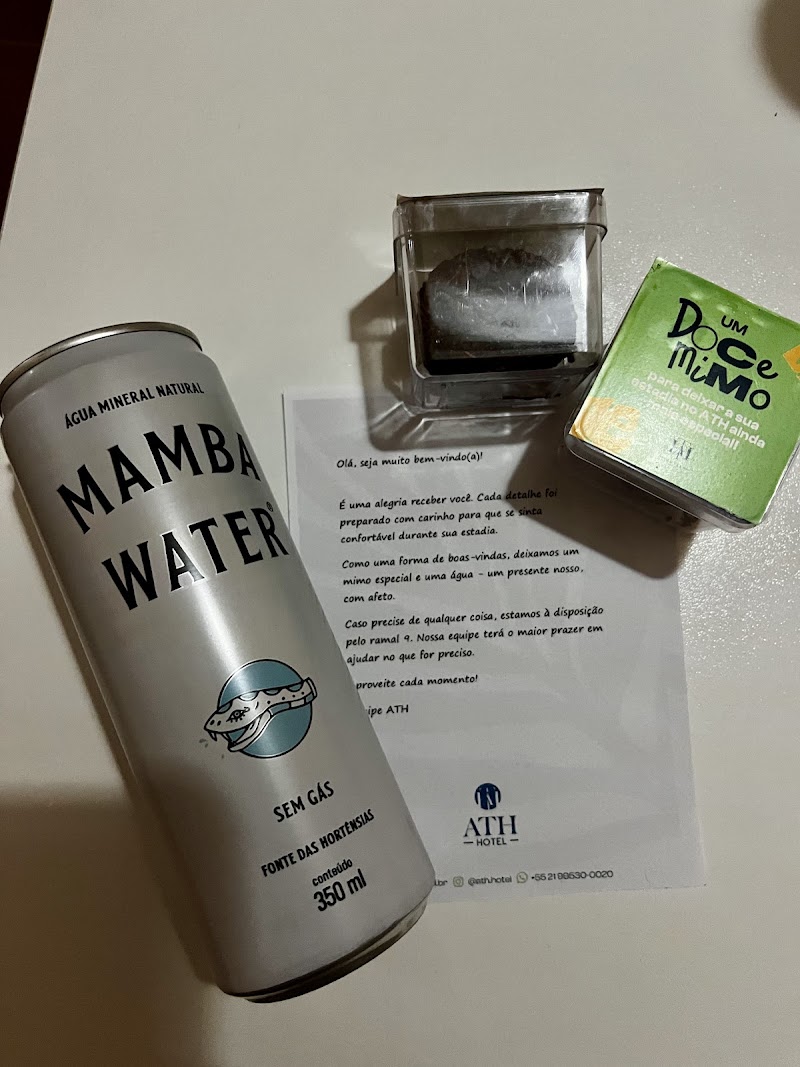 ÁGUA MINERAL NATURAL
MAMBA
WATER®
SEM GÁS
FONTE DAS HORTÊNSIAS
conteúdo
350 ml
UM
DOCe
MiMo
para deixar a sua
estadia no ATH ainda
mais especial!
Olá, seja muito bem-vindo(a)!
É uma alegria receber você. Cada detalhe foi
preparado com carinho para que se sinta
confortável durante sua estadia.
Como uma forma de boas-vindas, deixamos um
mimo especial e uma água - um presente nosso,
com afeto.
Caso precise de qualquer coisa, estamos à disposição
pelo ramal 9. Nossa equipe terá o maior prazer em
ajudar no que for preciso.
proveite cada momento!
ipe ATH
ATH
HOTEL
.br @ath.hotel +55 21 99630-0020